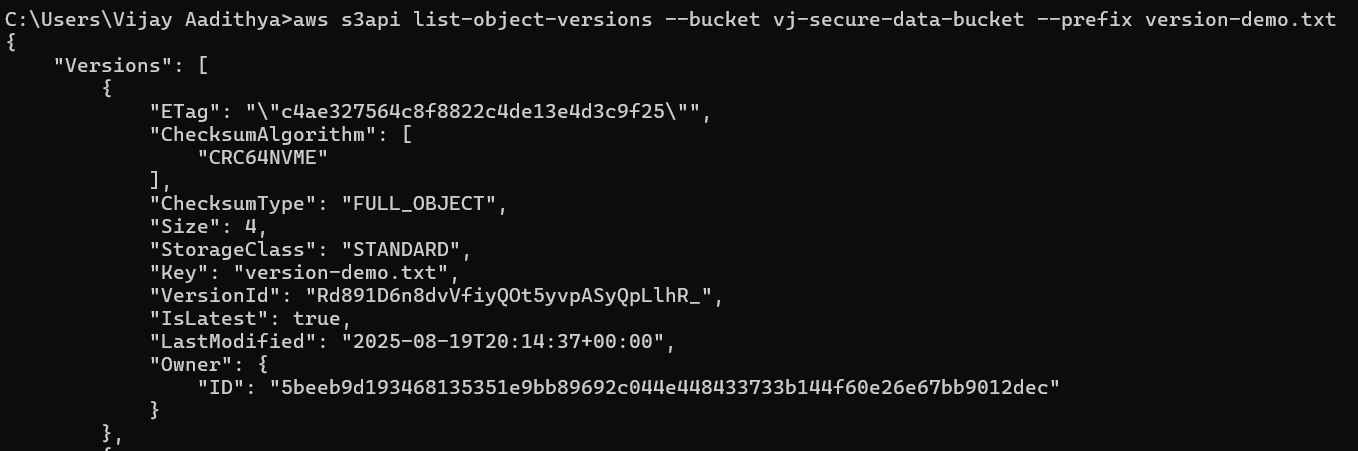 C:\Users\Vijay Aadithya>aws s3api list-object-versions --bucket vj-secure-data-bucket --prefix version-demo.txt
{
    "Versions": [
        {
            "ETag": "\"c4ae327564c8f8822c4de13e4d3c9f25\"",
            "ChecksumAlgorithm": [
                "CRC64NVME"
            ],
            "ChecksumType": "FULL_OBJECT",
            "Size": 4,
            "StorageClass": "STANDARD",
            "Key": "version-demo.txt",
            "VersionId": "Rd891D6n8dvVfiyQOt5yvpASyQpLlhR_",
            "IsLatest": true,
            "LastModified": "2025-08-19T20:14:37+00:00",
            "Owner": {
                "ID": "5beeb9d193468135351e9bb89692c044e448433733b144f60e26e67bb9012dec"
            }
        },